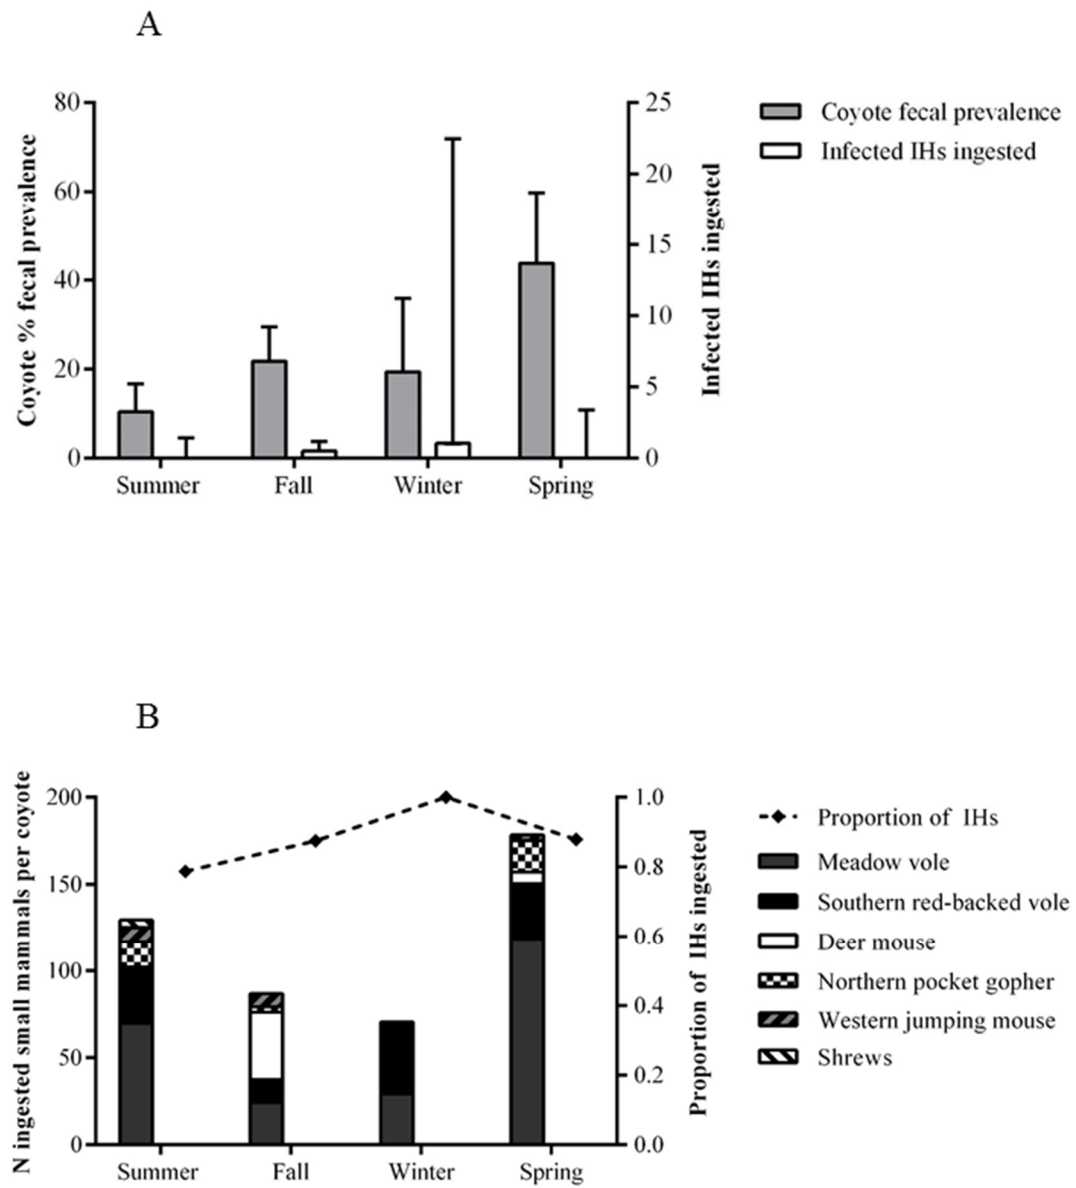 A
Coyote % fecal prevalence
80
60
40
20
0
25
20
15
10
5
0
Infected IHs ingested
Coyote fecal prevalence
Infected IHs ingested
Summer Fall Winter Spring
B
N ingested small mammals per coyote
200
150
100
50
0
1.0
0.8
0.6
0.4
0.2
0.0
Proportion of IHs ingested
Proportion of IHs
Meadow vole
Southern red-backed vole
Deer mouse
Northern pocket gopher
Western jumping mouse
Shrews
Summer Fall Winter Spring